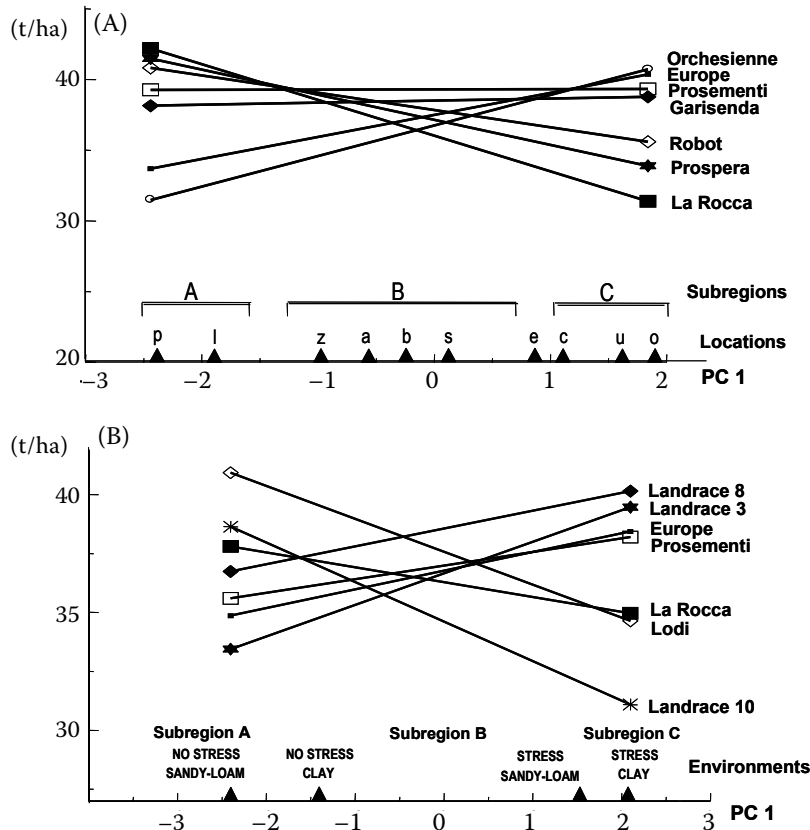 (t/ha) (A)
40
30
20
Orchesienne
Europe
Prosementi
Garisenda
Robot
Prospera
La Rocca
A B C Subregions
p l z a b s e c u o Locations
-3 -2 -1 0 1 2 PC 1
(t/ha) (B)
40
35
30
Landrace 8
Landrace 3
Europe
Prosementi
La Rocca
Lodi
Landrace 10
Subregion A Subregion B Subregion C
NO STRESS NO STRESS STRESS STRESS
SANDY-LOAM CLAY SANDY-LOAM CLAY Environments
-3 -2 -1 0 1 2 3 PC 1